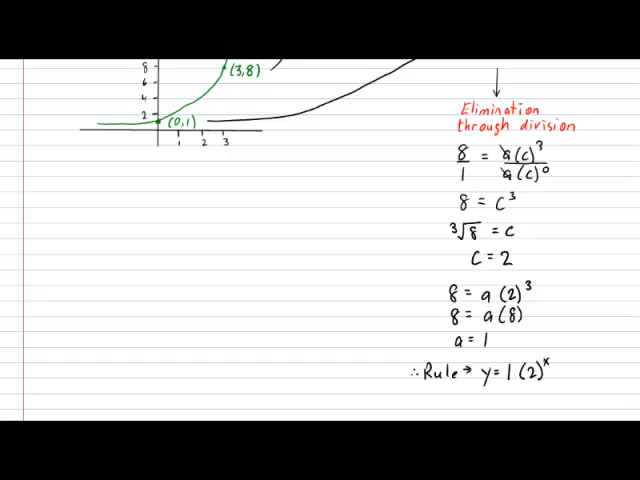 8
(3,8)
6
4
2
(0,1)
1 2 3
Elimination
through division
8/1 = a(c)³/a(c)⁰
8 = c³
³√8 = c
c = 2
8 = a (2)³
8 = a (8)
a = 1
∴ Rule → y = 1 (2)ˣ